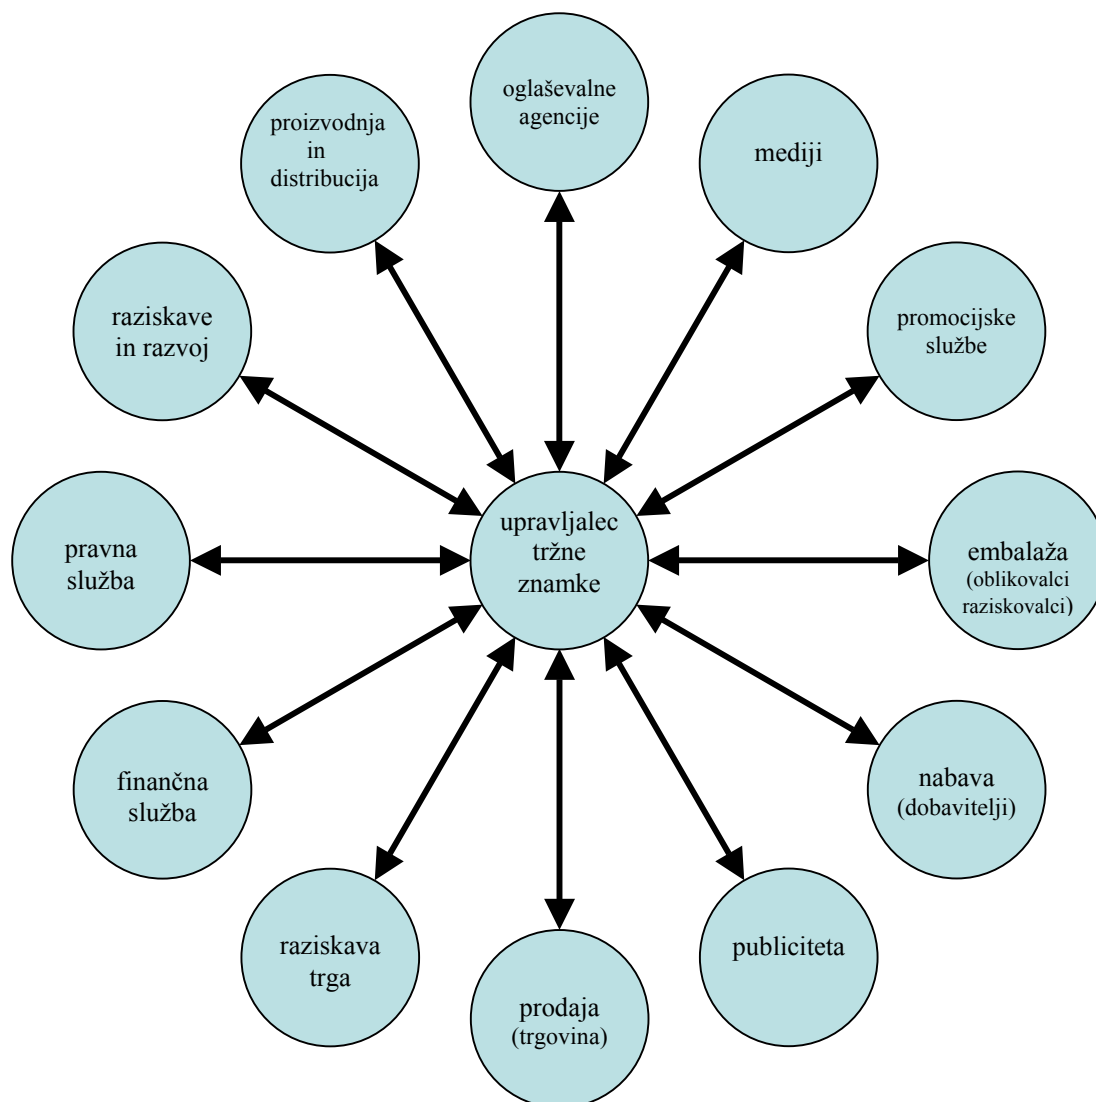 oglaševalne
agencije
mediji
promocijske
službe
embalaža
(oblikovalci
raziskovalci)
nabava
(dobavitelji)
publiciteta
prodaja
(trgovina)
raziskava
trga
finančna
služba
pravna
služba
raziskave
in razvoj
proizvodnja
in
distribucija
upravljalec
tržne
znamke